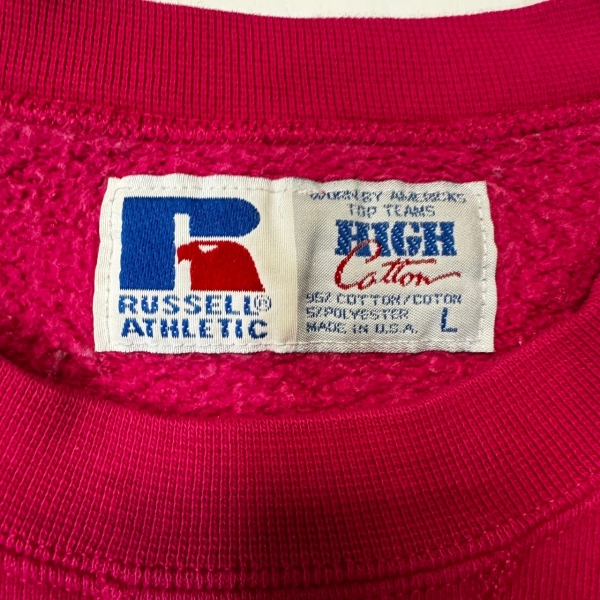 R
RUSSELL®
ATHLETIC
WORN BY AMERICA'S
TOP TEAMS
HIGH
Cotton
95% COTTON/COTON
5% POLYESTER
MADE IN U.S.A.
L